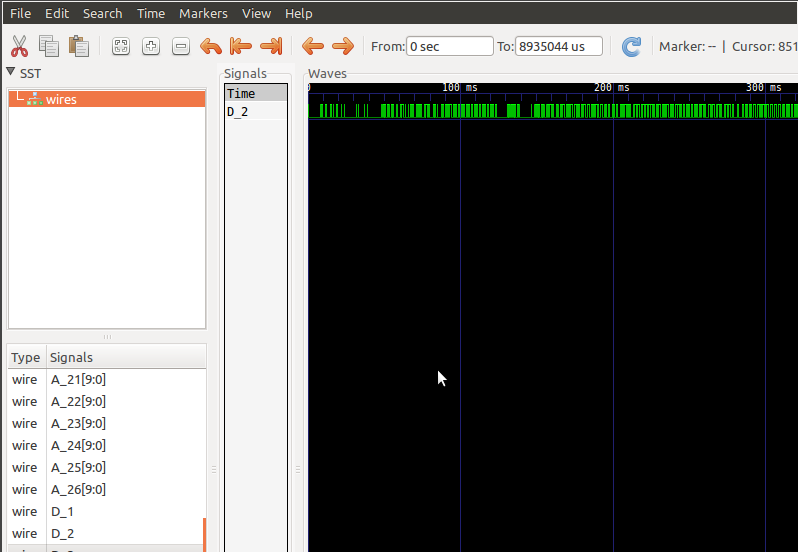 File Edit Search Time Markers View Help
From: 0 sec To: 8935044 us Marker: -- | Cursor: 851
SST
wires
Signals
Time
D_2
Waves
0 100 ms 200 ms 300 ms
Type Signals
wire A_21[9:0]
wire A_22[9:0]
wire A_23[9:0]
wire A_24[9:0]
wire A_25[9:0]
wire A_26[9:0]
wire D_1
wire D_2